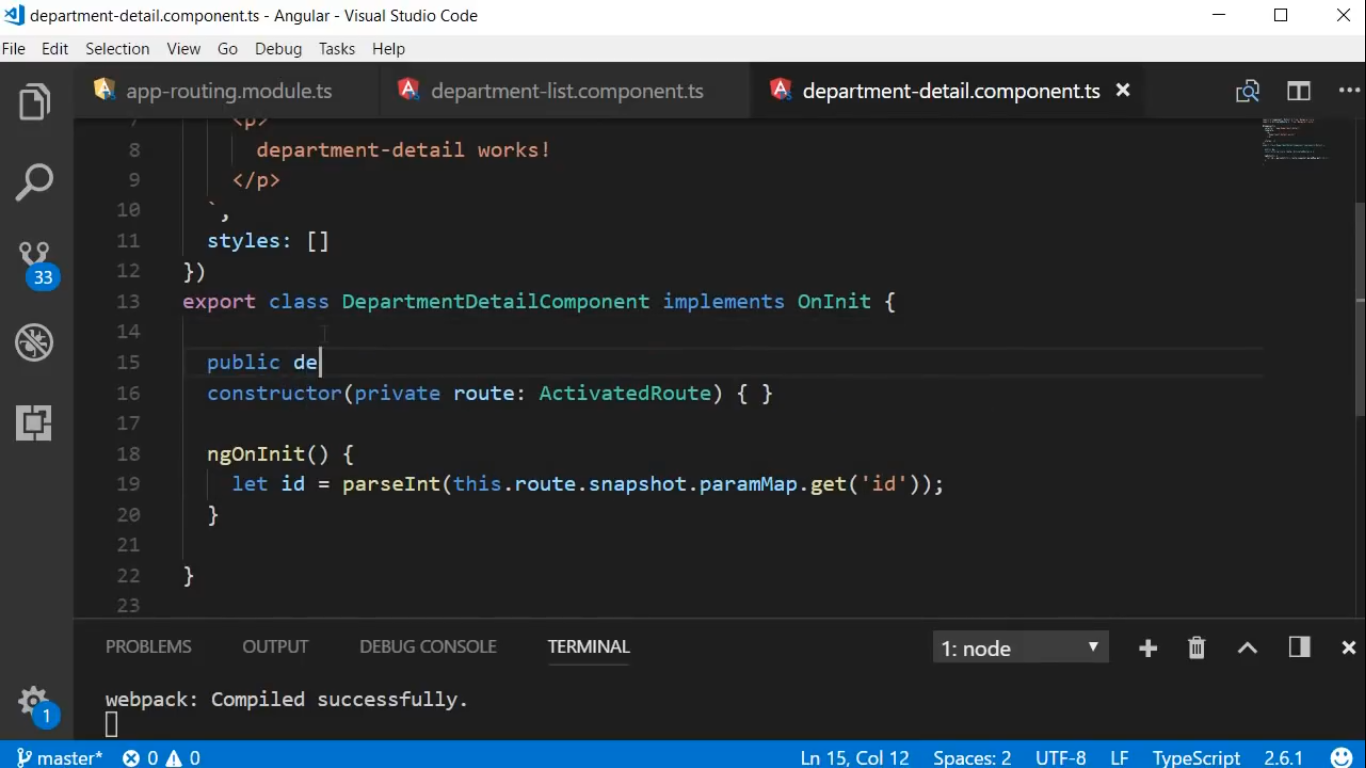 department-detail.component.ts - Angular - Visual Studio Code
File Edit Selection View Go Debug Tasks Help
app-routing.module.ts department-list.component.ts department-detail.component.ts
7 <p>
8 department-detail works!
9 </p>
10 `,
11 styles: []
12 })
13 export class DepartmentDetailComponent implements OnInit {
14
15 public de
16 constructor(private route: ActivatedRoute) { }
17
18 ngOnInit() {
19 let id = parseInt(this.route.snapshot.paramMap.get('id'));
20 }
21
22 }
23
33
PROBLEMS OUTPUT DEBUG CONSOLE TERMINAL 1: node
webpack: Compiled successfully.
1
master* 0 0 Ln 15, Col 12 Spaces: 2 UTF-8 LF TypeScript 2.6.1